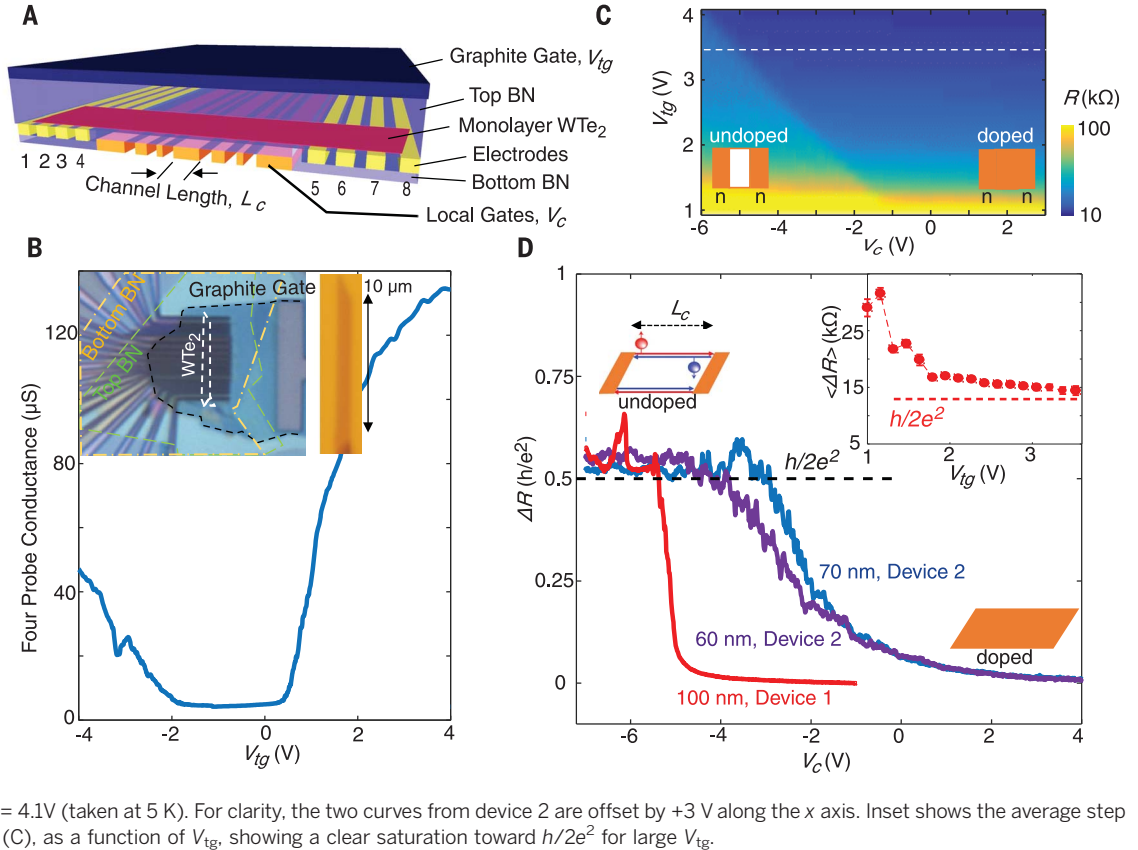 A
Graphite Gate, Vtg
Top BN
Monolayer WTe2
Electrodes
Bottom BN
1 2 3 4
5 6 7 8
Channel Length, Lc
Local Gates, Vc
B
Four Probe Conductance (µS)
120
80
40
0
-4 -2 0 2 4
Vtg (V)
Bottom BN
Top BN
WTe2
Graphite Gate
10 µm
C
Vtg (V)
4
3
2
1
undoped
n n
doped
n n
-6 -4 -2 0 2
Vc (V)
R (kΩ)
100
10
D
ΔR (h/e2)
1
0.75
0.5
0.25
0
Lc
undoped
h/2e2
70 nm, Device 2
60 nm, Device 2
100 nm, Device 1
doped
-6 -4 -2 0 2 4
Vc (V)
<ΔR> (kΩ)
25
15
5
h/2e2
1 2 3
Vtg (V)
= 4.1V (taken at 5 K). For clarity, the two curves from device 2 are offset by +3 V along the x axis. Inset shows the average step
(C), as a function of Vtg, showing a clear saturation toward h/2e2 for large Vtg.